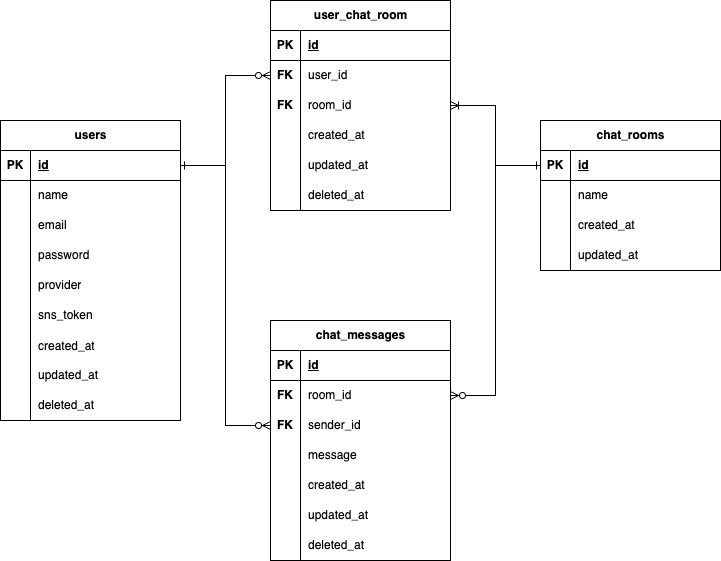 user_chat_room
PK id
FK user_id
FK room_id
created_at
updated_at
deleted_at
users
PK id
name
email
password
provider
sns_token
created_at
updated_at
deleted_at
chat_rooms
PK id
name
created_at
updated_at
chat_messages
PK id
FK room_id
FK sender_id
message
created_at
updated_at
deleted_at